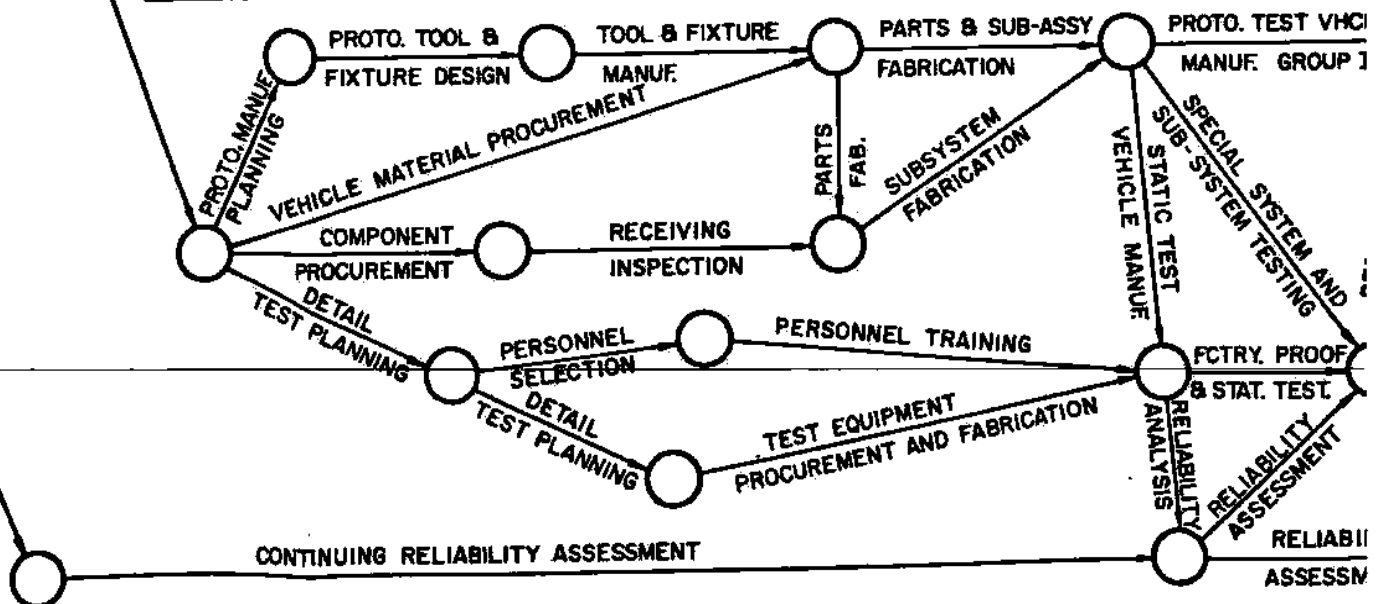 PROTO. TOOL &
FIXTURE DESIGN
TOOL & FIXTURE
MANUF.
PARTS & SUB-ASSY
FABRICATION
PROTO. TEST
MANUF. GROUP
PROTO. MANUF.
PLANNING
VEHICLE MATERIAL PROCUREMENT
PARTS
FAB.
SUBSYSTEM
FABRICATION
COMPONENT
PROCUREMENT
RECEIVING
INSPECTION
STATIC TEST
VEHICLE MANUF.
SPECIAL SYSTEM AND
SUB-SYSTEM TESTING
DETAIL
TEST PLANNING
PERSONNEL
SELECTION
PERSONNEL TRAINING
DETAIL
TEST PLANNING
TEST EQUIPMENT
PROCUREMENT AND FABRICATION
FCTRY. PROOF
& STAT. TEST.
RELIABILITY
ANALYSIS
RELIABILITY
ASSESSMENT
CONTINUING RELIABILITY ASSESSMENT